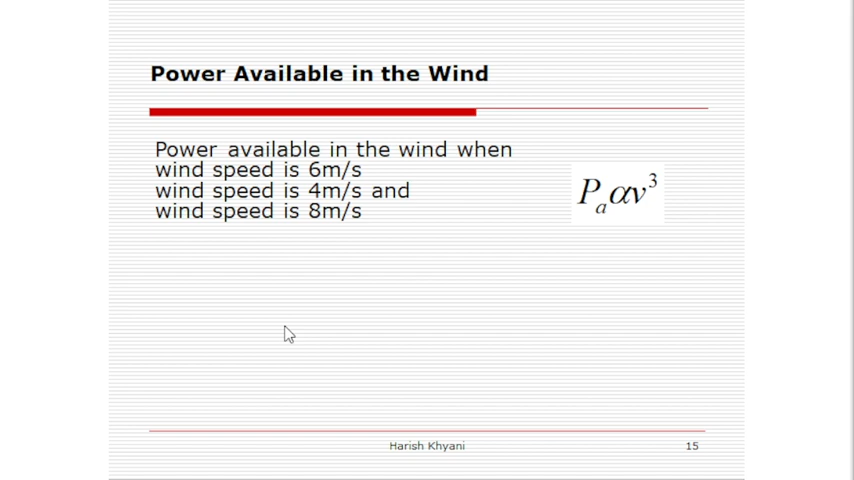 Power Available in the Wind
Power available in the wind when
wind speed is 6m/s
wind speed is 4m/s and
wind speed is 8m/s
Pₐαv³
Harish Khyani
15